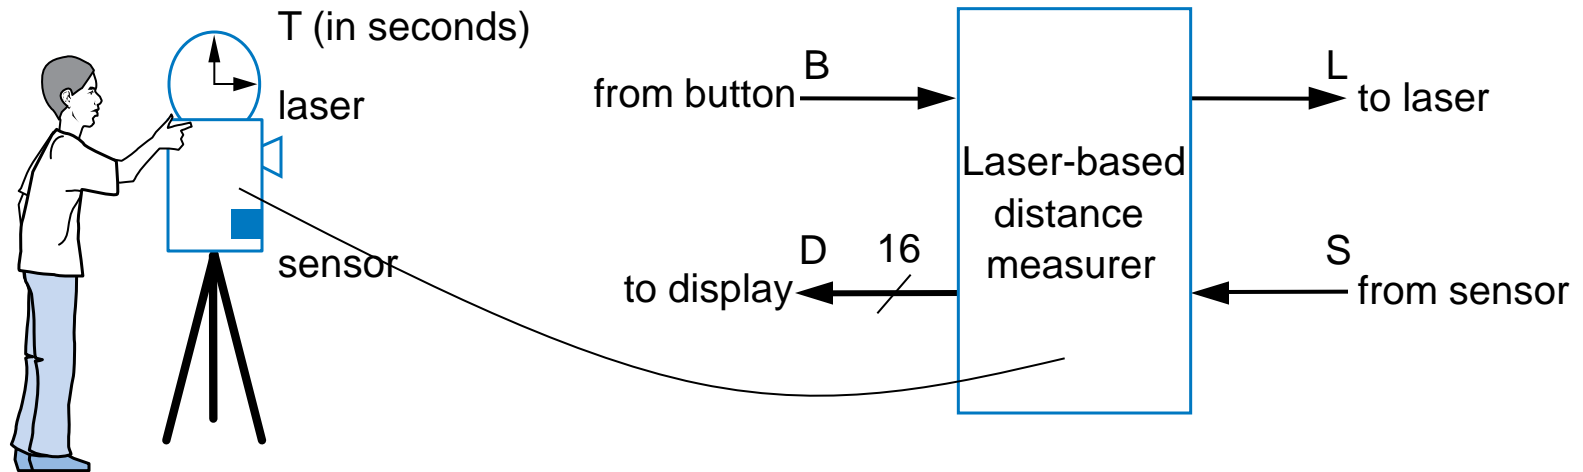 T (in seconds)
laser
sensor
from button
B
to display
D
16
Laser-based
distance
measurer
L
to laser
S
from sensor